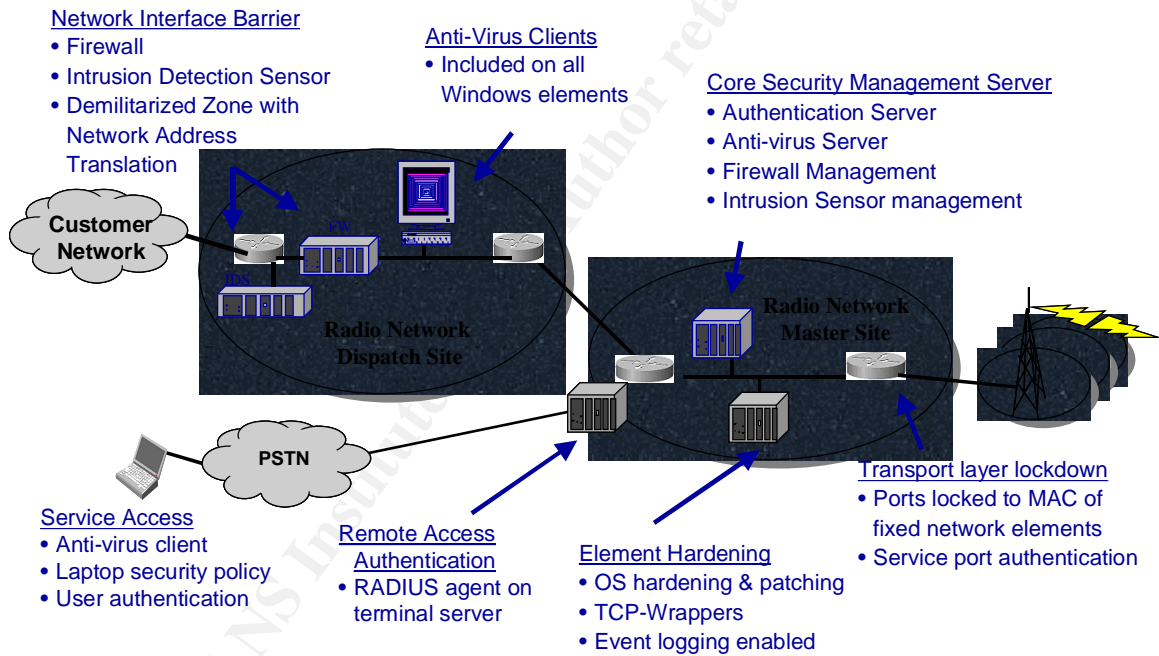 Network Interface Barrier
• Firewall
• Intrusion Detection Sensor
• Demilitarized Zone with
Network Address
Translation
Anti-Virus Clients
• Included on all
Windows elements
Core Security Management Server
• Authentication Server
• Anti-virus Server
• Firewall Management
• Intrusion Sensor management
Customer
Network
FW
IDS
Radio Network
Dispatch Site
Radio Network
Master Site
PSTN
Service Access
• Anti-virus client
• Laptop security policy
• User authentication
Remote Access
Authentication
• RADIUS agent on
terminal server
Element Hardening
• OS hardening & patching
• TCP-Wrappers
• Event logging enabled
Transport layer lockdown
• Ports locked to MAC of
fixed network elements
• Service port authentication
NS Institute
Author reta